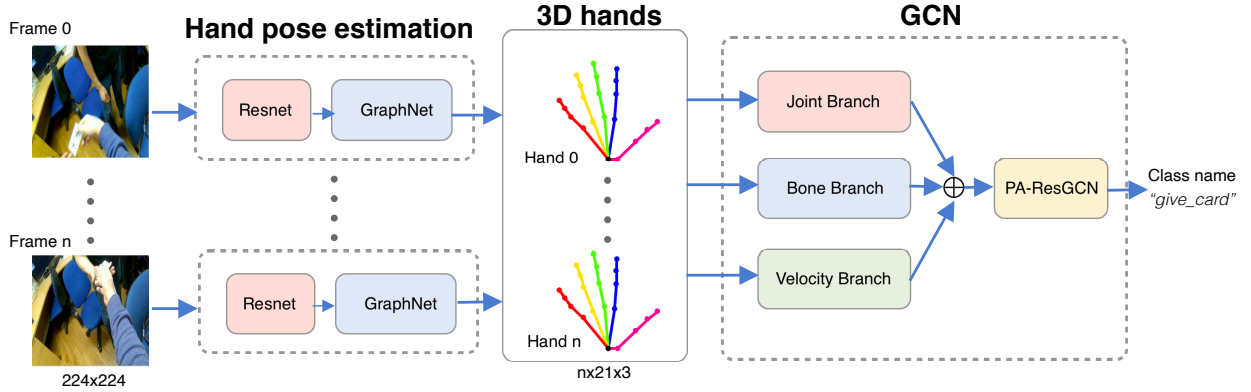 Frame 0
Hand pose estimation
3D hands
GCN
Resnet
GraphNet
Hand 0
Joint Branch
Bone Branch
PA-ResGCN
Class name
“give_card”
Frame n
Resnet
GraphNet
Hand n
Velocity Branch
224x224
nx21x3